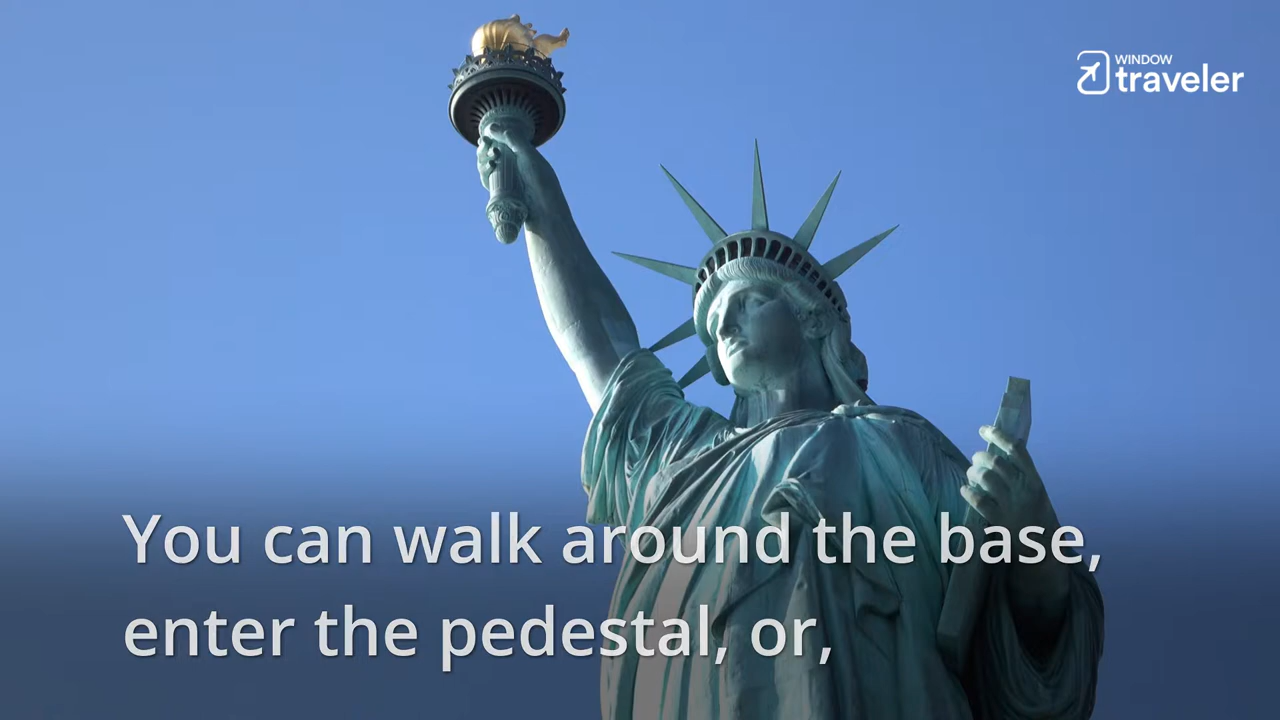 WINDOW
traveler
You can walk around the base,
enter the pedestal, or,